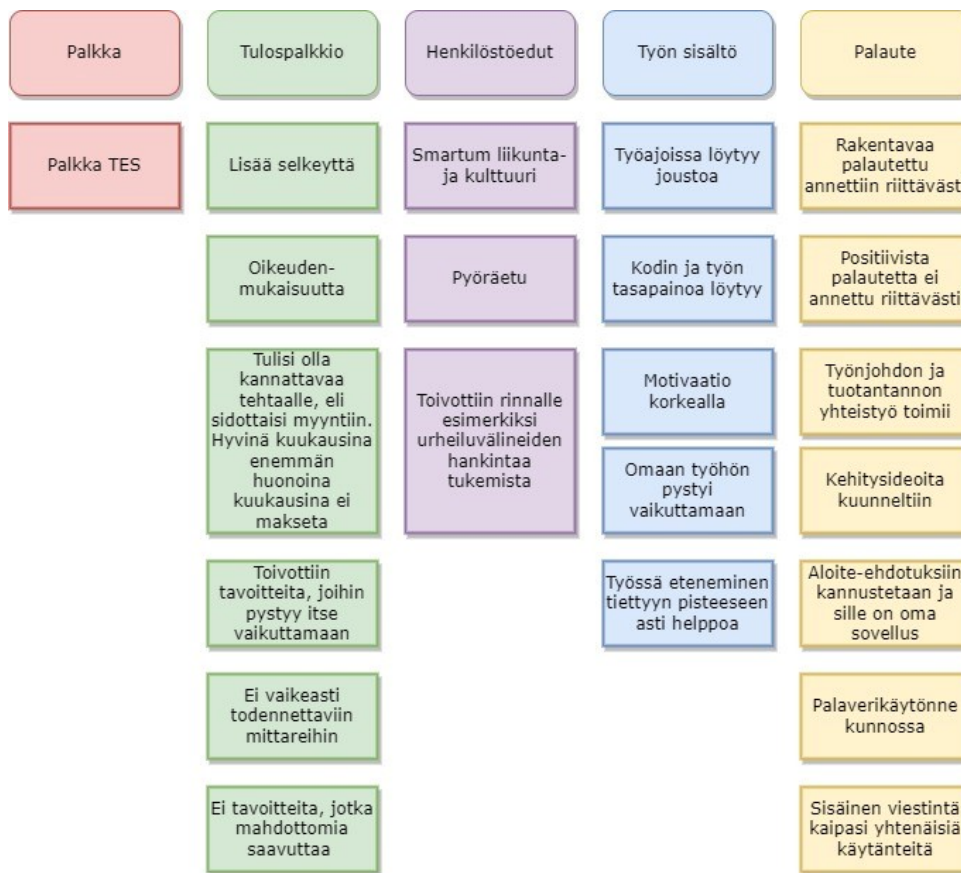 Palkka
Palkka TES
Tulospalkkio
Lisää selkeyttä
Oikeuden-
mukaisuutta
Tulisi olla
kannattavaa
tehtaalle, eli
sidottaisi myyntiin.
Hyvinä kuukausina
enemmän
huonoina
kuukausina ei
makseta
Toivottiin
tavoitteita, joihin
pystyy itse
vaikuttamaan
Ei vaikeasti
todennettaviin
mittareihin
Ei tavoitteita, jotka
mahdottomia
saavuttaa
Henkilöstöedut
Smartum liikunta-
ja kulttuuri
Pyöräetu
Toivottiin rinnalle
esimerkiksi
urheiluvälineiden
hankintaa
tukemista
Työn sisältö
Työajoissa löytyy
joustoa
Kodin ja työn
tasapainoa löytyy
Motivaatio
korkealla
Omaan työhön
pystyi
vaikuttamaan
Työssä eteneminen
tiettyyn pisteeseen
asti helppoa
Palaute
Rakentavaa
palautettu
annettiin riittäväst
Positiivista
palautetta ei
annettu riittävästi
Työnjohdon ja
tuotantannon
yhteistyö toimii
Kehitysideoita
kuunneltiin
Aloite-ehdotuksiin
kannustetaan ja
sille on oma
sovellus
Palaverikäytönne
kunnossa
Sisäinen viestintä
kaipasi yhtenäisiä
käytänteitä